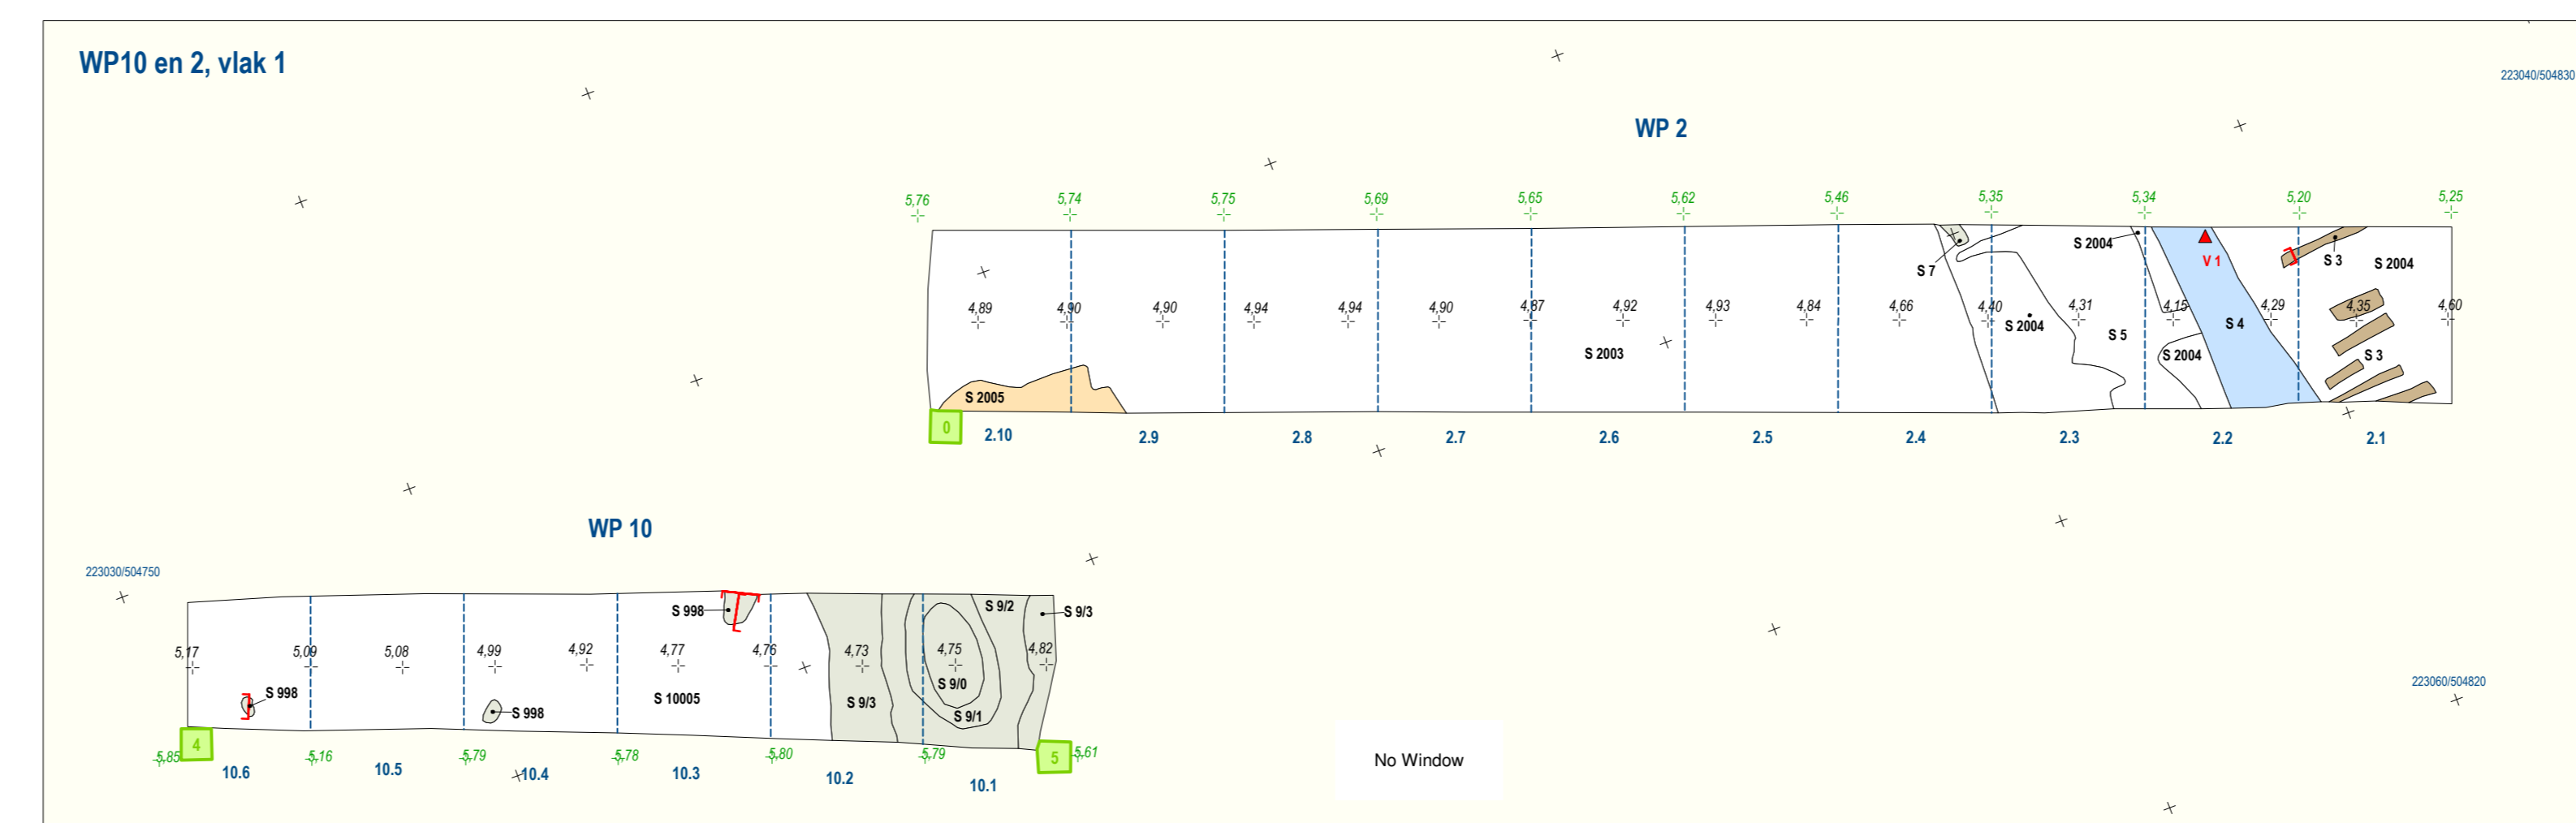 WP10 en 2, vlak 1
223040/504830
WP 2
5,76 5,74 5,75 5,69 5,65 5,62 5,46 5,35 5,34 5,20 5,25
S 2004
S 7 V 1 S 3 S 2004
4,89 4,90 4,90 4,94 4,94 4,90 4,87 4,92 4,93 4,84 4,66 4,40 4,31 4,15 4,29 4,35 4,60
S 2004 S 5 S 4
S 2003 S 2004 S 3
S 2005
0 2.10 2.9 2.8 2.7 2.6 2.5 2.4 2.3 2.2 2.1
WP 10
223030/504750
S 998 S 9/2 S 9/3
5,17 5,09 5,08 4,99 4,92 4,77 4,76 4,73 4,75 4,82
S 9/0
S 998 S 10005 S 9/3
S 998 S 9/1
223060/504820
4 5
5,85 5,16 5,79 5,78 5,80 5,79 5,61
10.6 10.5 10.4 10.3 10.2 10.1
No Window